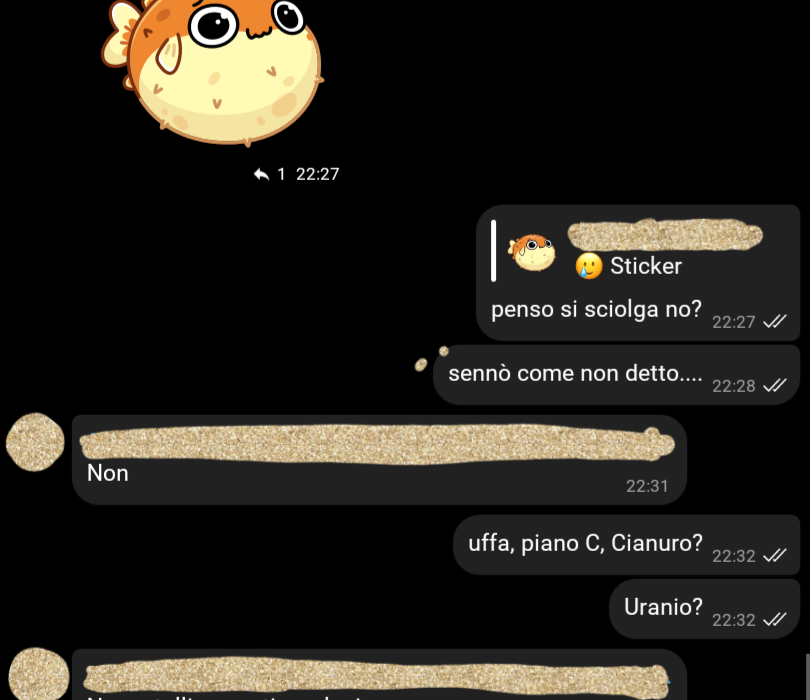 1 22:27
🥲 Sticker
penso si sciolga no? 22:27
sennò come non detto.... 22:28
Non
22:31
uffa, piano C, Cianuro? 22:32
Uranio? 22:32